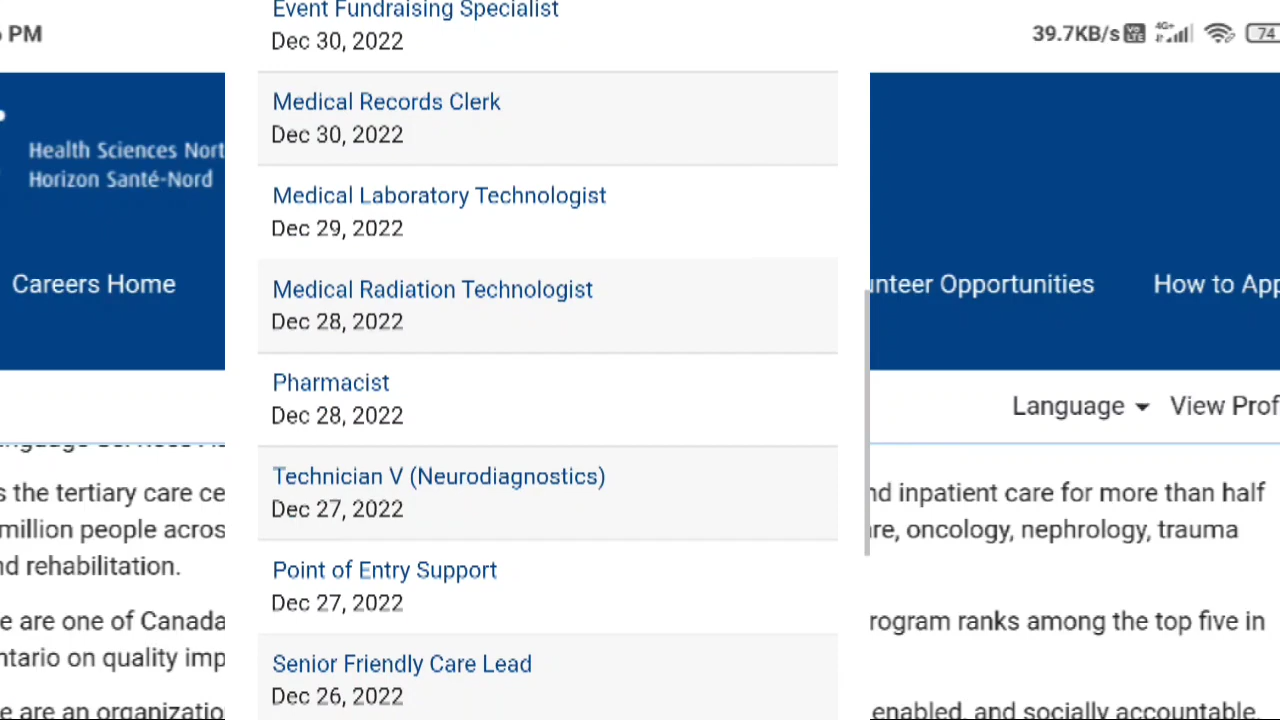 PM
39.7KB/s VoLTE 4G+ 74
Health Sciences Nort
Horizon Santé-Nord
Careers Home
unteer Opportunities
How to App
Language
View Prof
Event Fundraising Specialist
Dec 30, 2022
Medical Records Clerk
Dec 30, 2022
Medical Laboratory Technologist
Dec 29, 2022
Medical Radiation Technologist
Dec 28, 2022
Pharmacist
Dec 28, 2022
Technician V (Neurodiagnostics)
Dec 27, 2022
Point of Entry Support
Dec 27, 2022
Senior Friendly Care Lead
Dec 26, 2022
s the tertiary care ce
million people acros
nd rehabilitation.
e are one of Canada
ntario on quality imp
e are an organizatio
nd inpatient care for more than half
re, oncology, nephrology, trauma
rogram ranks among the top five in
enabled, and socially accountable.